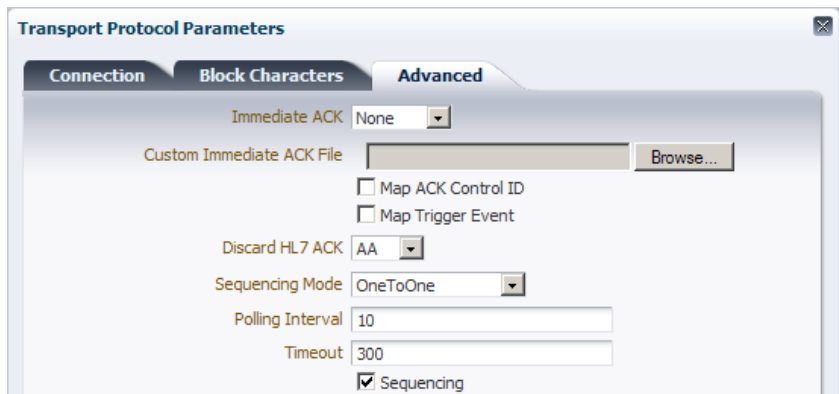 Transport Protocol Parameters
Connection Block Characters Advanced
Immediate ACK None
Custom Immediate ACK File Browse...
Map ACK Control ID
Map Trigger Event
Discard HL7 ACK AA
Sequencing Mode OneToOne
Polling Interval 10
Timeout 300
Sequencing